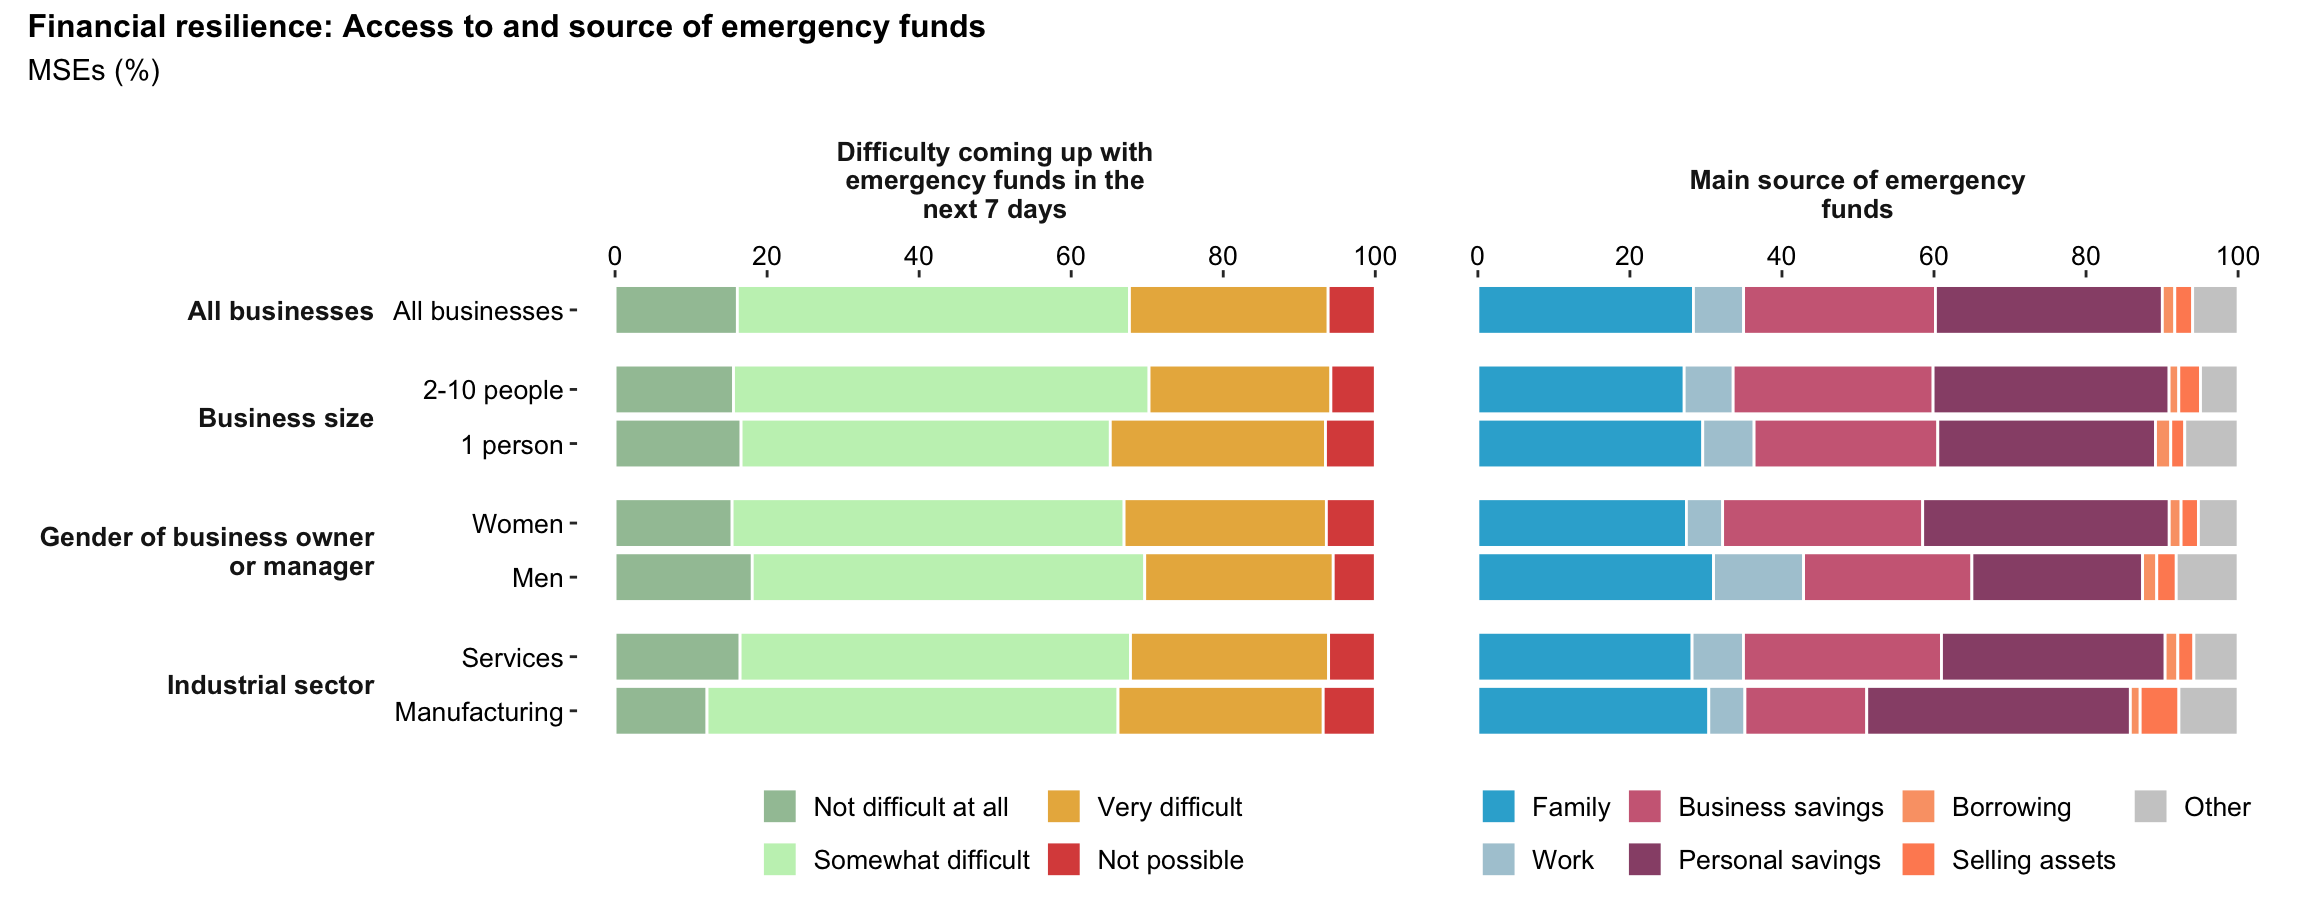 Financial resilience: Access to and source of emergency funds
MSEs (%)
Difficulty coming up with
emergency funds in the
next 7 days
Main source of emergency
funds
0 20 40 60 80 100
0 20 40 60 80 100
All businesses All businesses
Business size
2-10 people
1 person
Gender of business owner
or manager
Women
Men
Industrial sector
Services
Manufacturing
Not difficult at all Very difficult
Somewhat difficult Not possible
Family Business savings Borrowing Other
Work Personal savings Selling assets